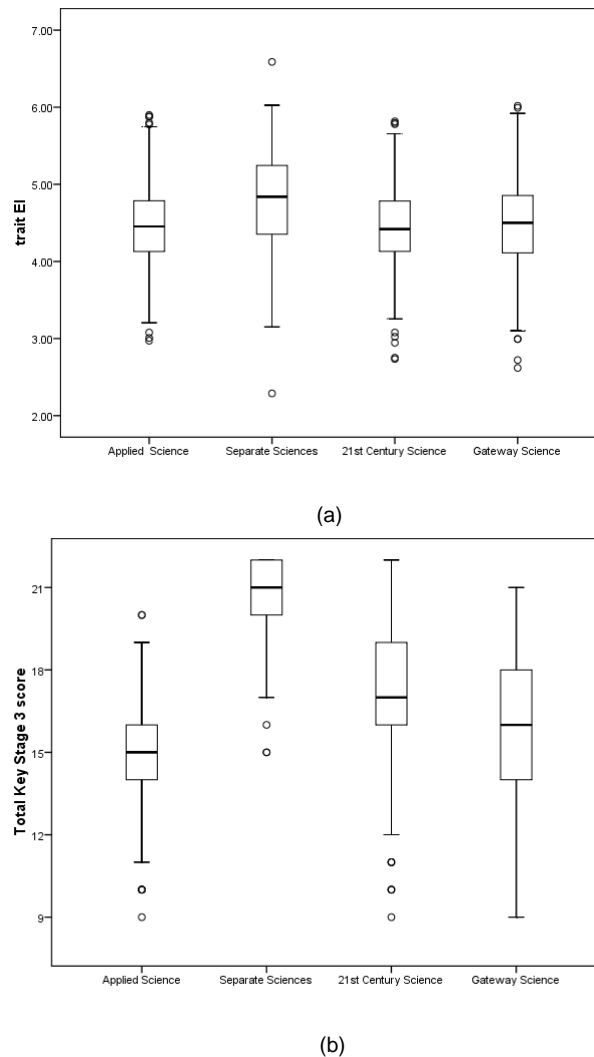 7.00
6.00
5.00
4.00
3.00
2.00
trait EI
Applied Science
Separate Sciences
21st Century Science
Gateway Science
(a)
21
18
15
12
9
Total Key Stage 3 score
Applied Science
Separate Sciences
21st Century Science
Gateway Science
(b)